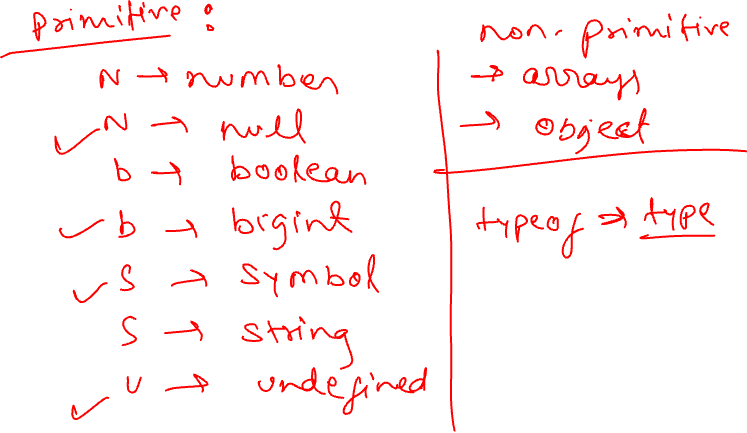 Primitive :
N → number
✓ N → null
b → boolean
✓ b → bigint
✓ S → symbol
S → string
✓ U → undefined
non-primitive
→ arrays
→ object
typeof → type